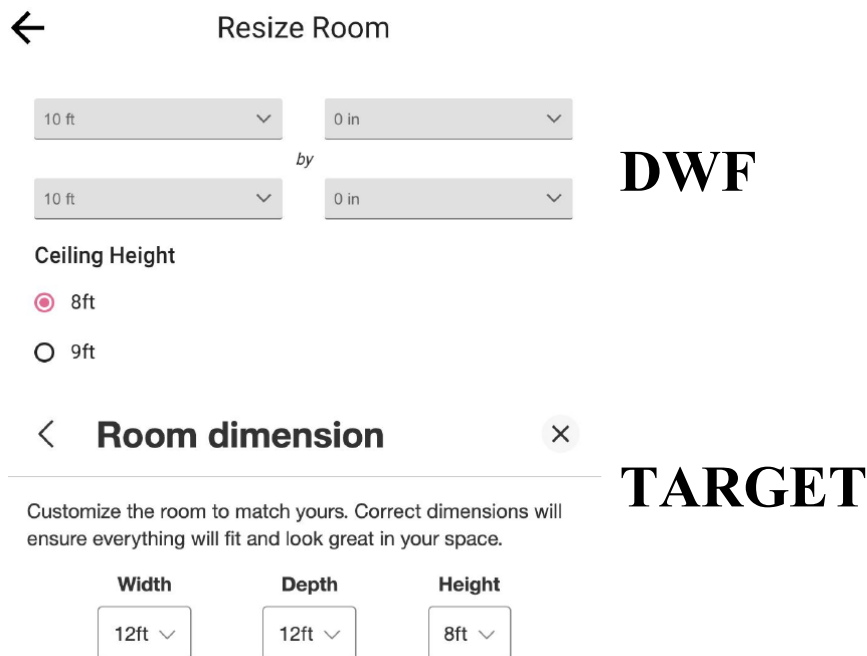 Resize Room
10 ft 0 in
by
10 ft 0 in
DWF
Ceiling Height
8ft
9ft
Room dimension
TARGET
Customize the room to match yours. Correct dimensions will
ensure everything will fit and look great in your space.
Width Depth Height
12ft 12ft 8ft